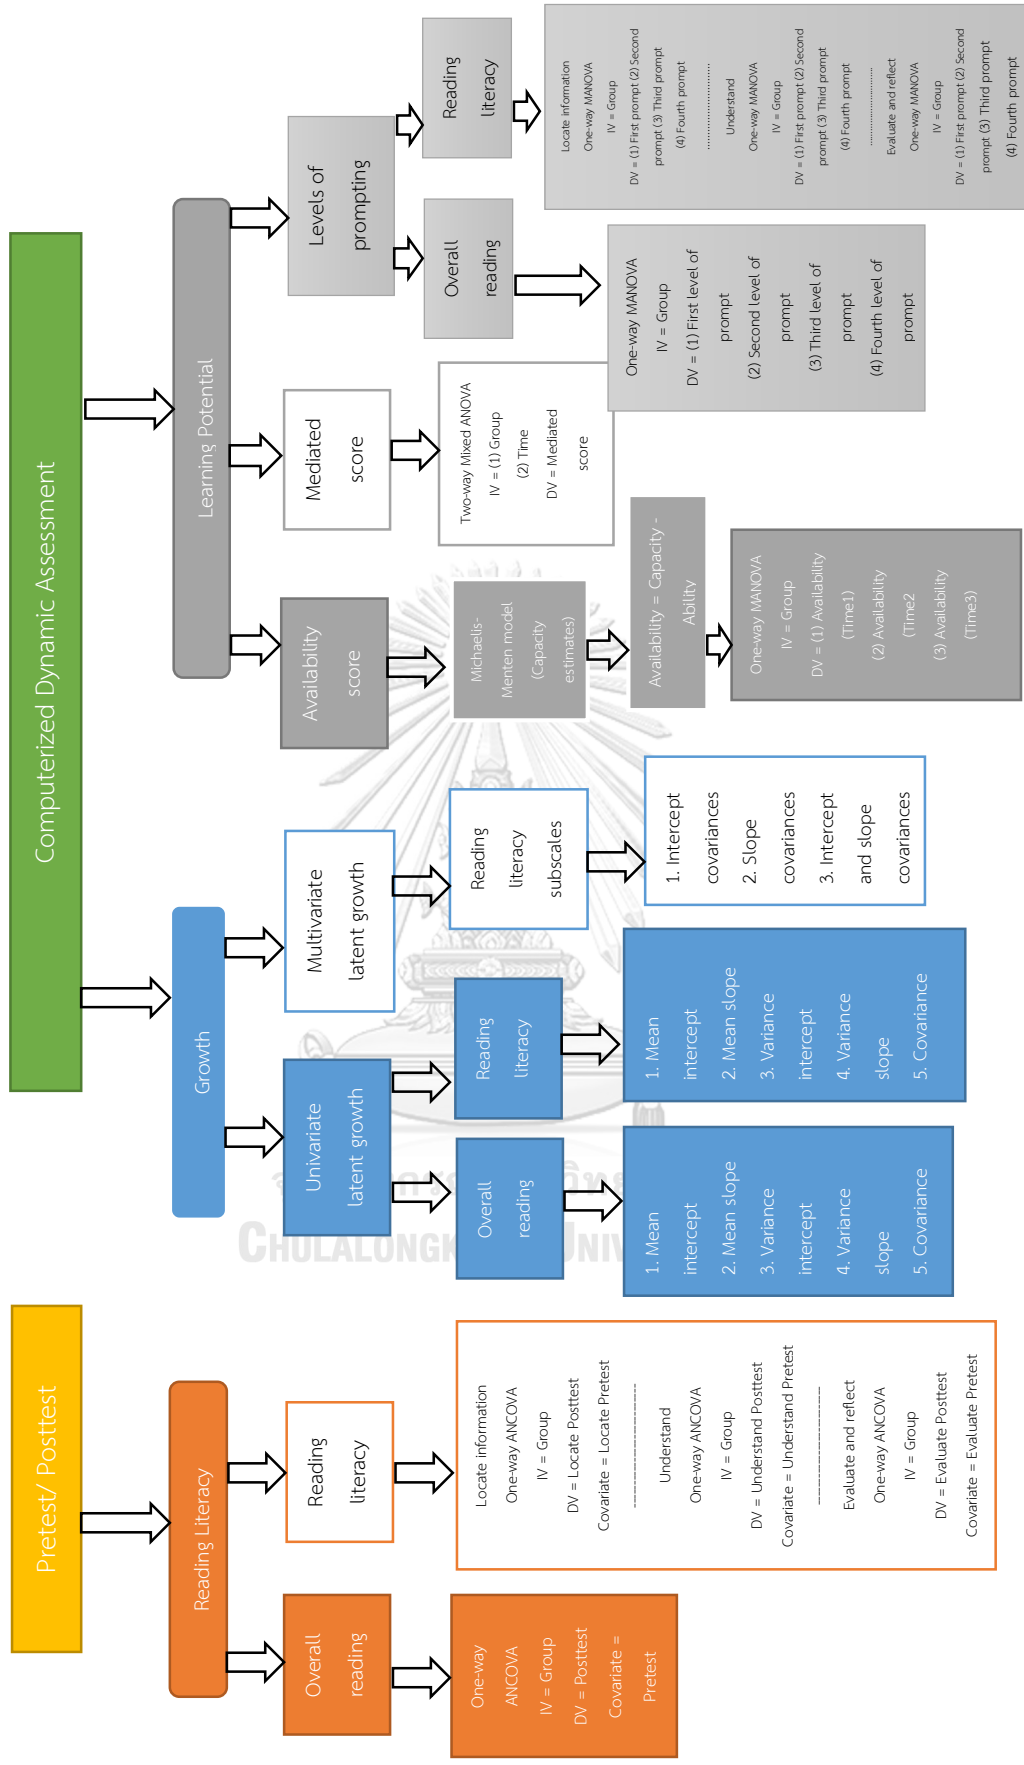 Pretest/ Posttest
Reading Literacy
Overall
reading
One-way
ANCOVA
IV = Group
DV = Posttest
Covariate =
Pretest
Reading
literacy
Locate information
One-way ANCOVA
IV = Group
DV = Locate Posttest
Covariate = Locate Pretest
------------------------------
Understand
One-way ANCOVA
IV = Group
DV = Understand Posttest
Covariate = Understand Pretest
------------------------------
Evaluate and reflect
One-way ANCOVA
IV = Group
DV = Evaluate Posttest
Covariate = Evaluate Pretest
Computerized Dynamic Assessment
Growth
Univariate
latent growth
Overall
reading
1. Mean
intercept
2. Mean slope
3. Variance
intercept
4. Variance
slope
5. Covariance
Reading
literacy
1. Mean
intercept
2. Mean slope
3. Variance
intercept
4. Variance
slope
5. Covariance
Multivariate
latent growth
Reading
literacy
subscales
1. Intercept
covariances
2. Slope
covariances
3. Intercept
and slope
covariances
Learning Potential
Availability
score
Michaelis-
Menten model
(Capacity
estimates)
Availability = Capacity -
Ability
One-way MANOVA
IV = Group
DV = (1) Availability
(Time1)
(2) Availability
(Time2
(3) Availability
(Time3)
Mediated
score
Two-way Mixed ANOVA
IV = (1) Group
(2) Time
DV = Mediated
score
Levels of
prompting
Overall
reading
One-way MANOVA
IV = Group
DV = (1) First level of
prompt
(2) Second level of
prompt
(3) Third level of
prompt
(4) Fourth level of
prompt
Reading
literacy
Locate information
One-way MANOVA
IV = Group
DV = (1) First prompt (2) Second
prompt (3) Third prompt
(4) Fourth prompt
..............................
Understand
One-way MANOVA
IV = Group
DV = (1) First prompt (2) Second
prompt (3) Third prompt
(4) Fourth prompt
..............................
Evaluate and reflect
One-way MANOVA
IV = Group
DV = (1) First prompt (2) Second
prompt (3) Third prompt
(4) Fourth prompt